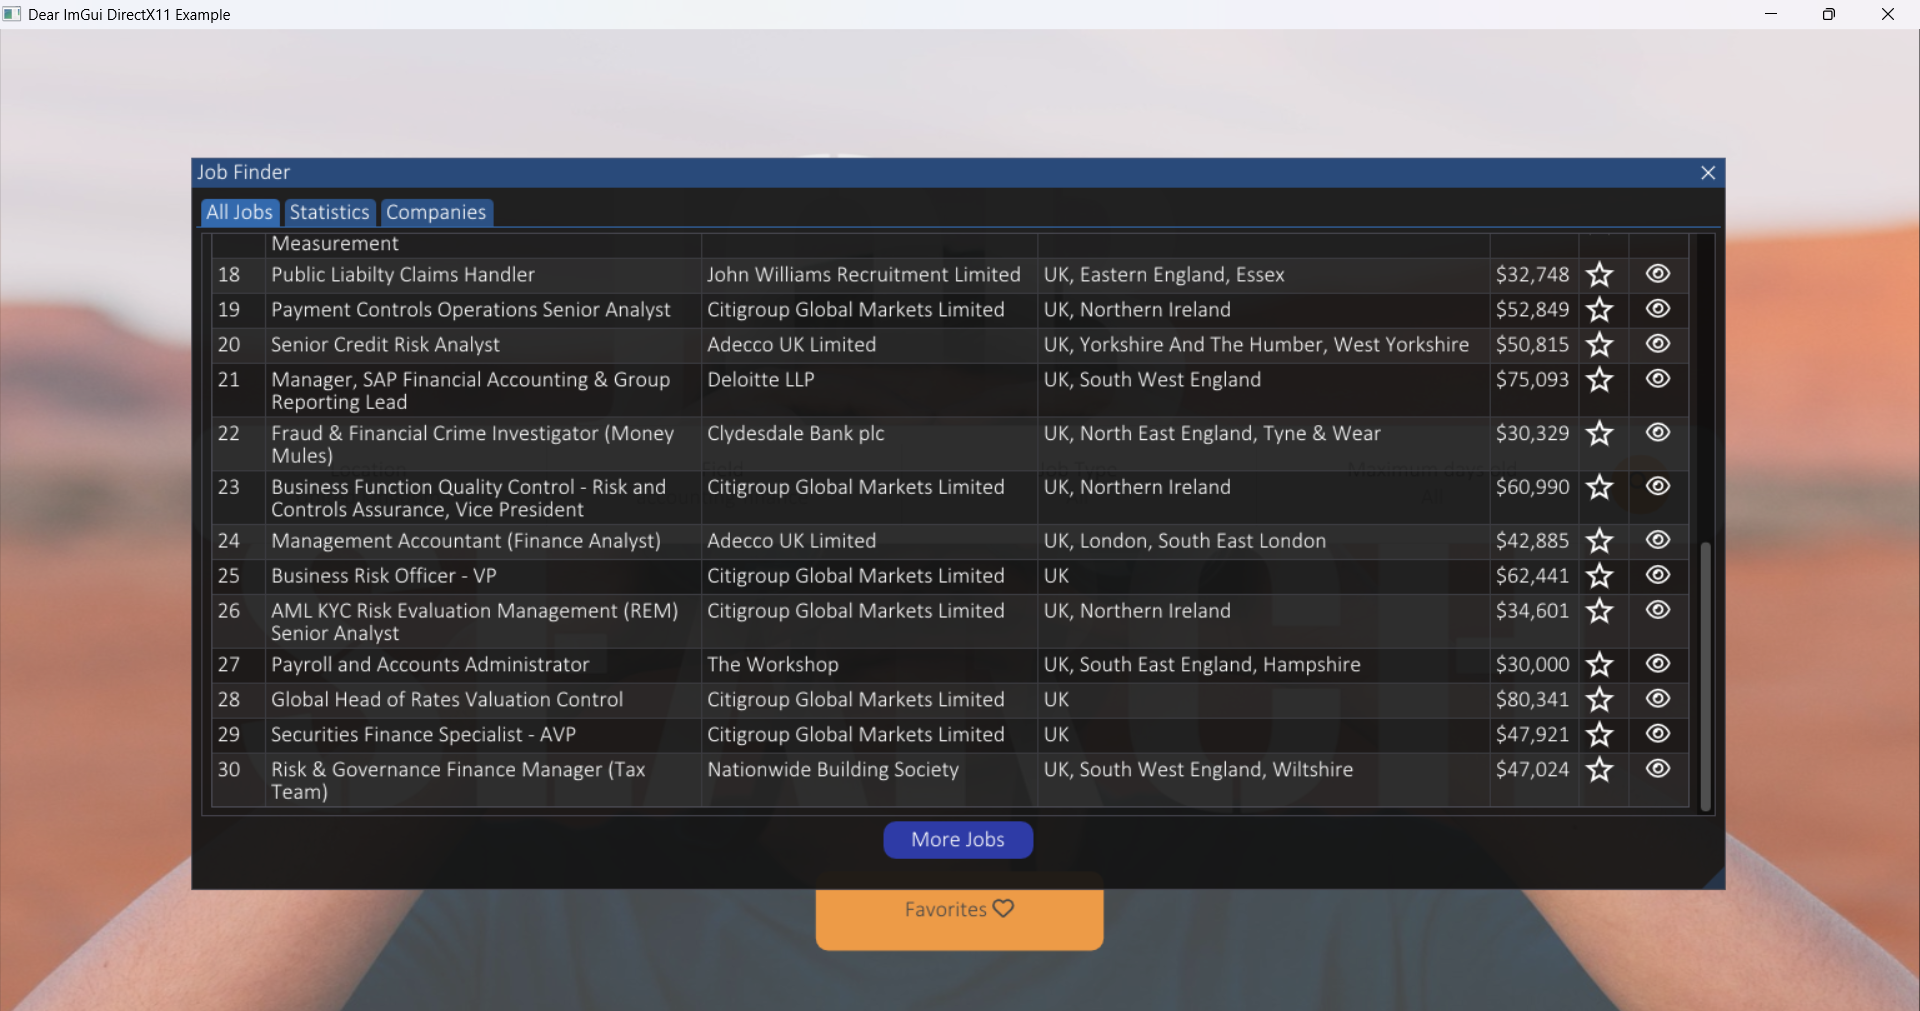 Dear ImGui DirectX11 Example
Job Finder
All Jobs Statistics Companies
Measurement
18 Public Liabilty Claims Handler John Williams Recruitment Limited UK, Eastern England, Essex $32,748
19 Payment Controls Operations Senior Analyst Citigroup Global Markets Limited UK, Northern Ireland $52,849
20 Senior Credit Risk Analyst Adecco UK Limited UK, Yorkshire And The Humber, West Yorkshire $50,815
21 Manager, SAP Financial Accounting & Group Deloitte LLP UK, South West England $75,093
Reporting Lead
22 Fraud & Financial Crime Investigator (Money Clydesdale Bank plc UK, North East England, Tyne & Wear $30,329
Mules)
Location Field Job Type Maximum days old
23 Business Function Quality Control - Risk and Citigroup Global Markets Limited UK, Northern Ireland $60,990
All
Controls Assurance, Vice President
24 Management Accountant (Finance Analyst) Adecco UK Limited UK, London, South East London $42,885
25 Business Risk Officer - VP Citigroup Global Markets Limited UK $62,441
26 AML KYC Risk Evaluation Management (REM) Citigroup Global Markets Limited UK, Northern Ireland $34,601
Senior Analyst
27 Payroll and Accounts Administrator The Workshop UK, South East England, Hampshire $30,000
28 Global Head of Rates Valuation Control Citigroup Global Markets Limited UK $80,341
29 Securities Finance Specialist - AVP Citigroup Global Markets Limited UK $47,921
30 Risk & Governance Finance Manager (Tax Nationwide Building Society UK, South West England, Wiltshire $47,024
Team)
More Jobs
Favorites